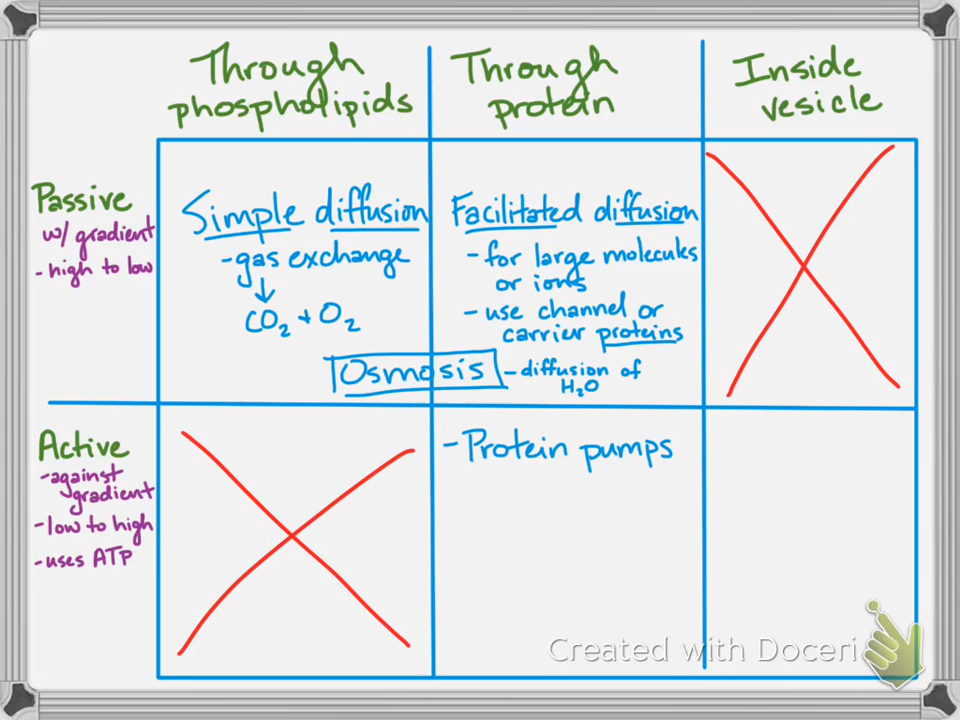 Through
phospholipids
Through
protein
Inside
vesicle
Passive
w/ gradient
- high to low
Simple diffusion
- gas exchange
CO₂ + O₂
Facilitated diffusion
- for large molecules
or ions
- use channel or
carrier proteins
Osmosis - diffusion of
H₂O
Active
- against
gradient
- low to high
- uses ATP
- Protein pumps
Created with Doceri